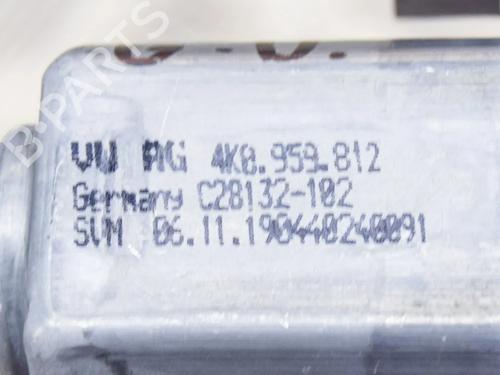 B-PARTS
VW AG 4K0.959.812
Germany C28132-102
SVM 06.11.190440240091